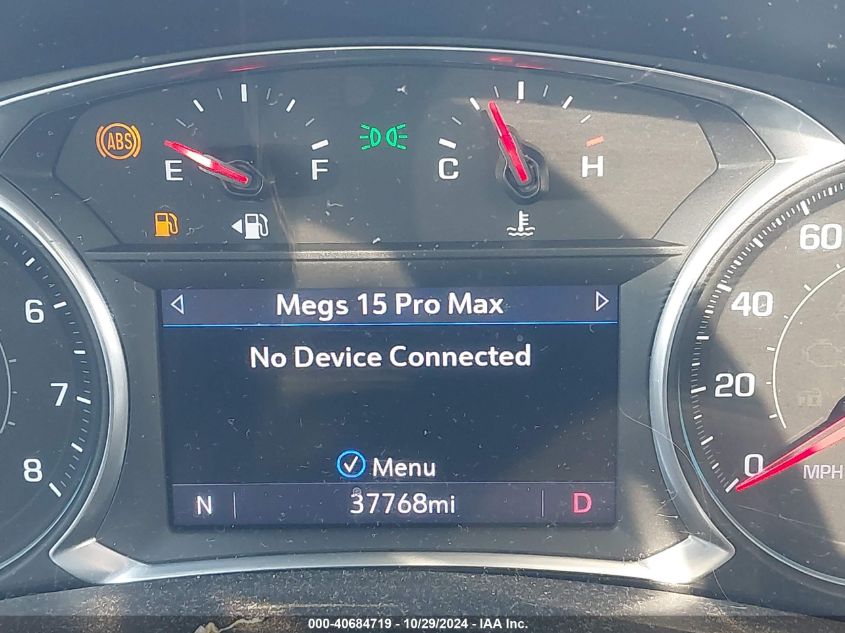 ABS
E
F
C
H
60
6
40
7
20
8
0
MPH
Megs 15 Pro Max
No Device Connected
Menu
N
37768mi
D
000-40684719 - 10/29/2024 - IAA Inc.